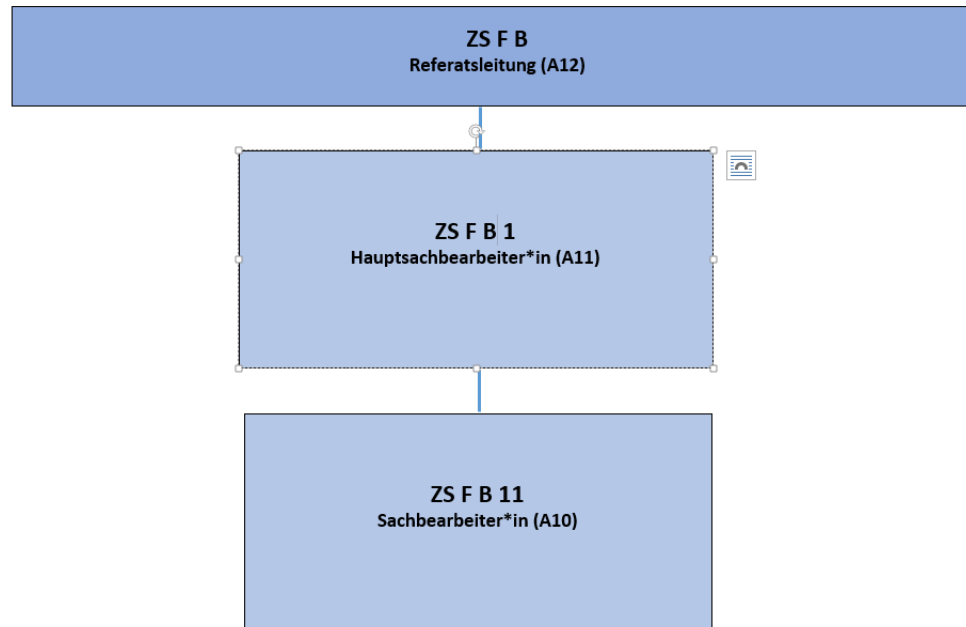 ZS F B
Referatsleitung (A12)
ZS F B 1
Hauptsachbearbeiter*in (A11)
ZS F B 11
Sachbearbeiter*in (A10)